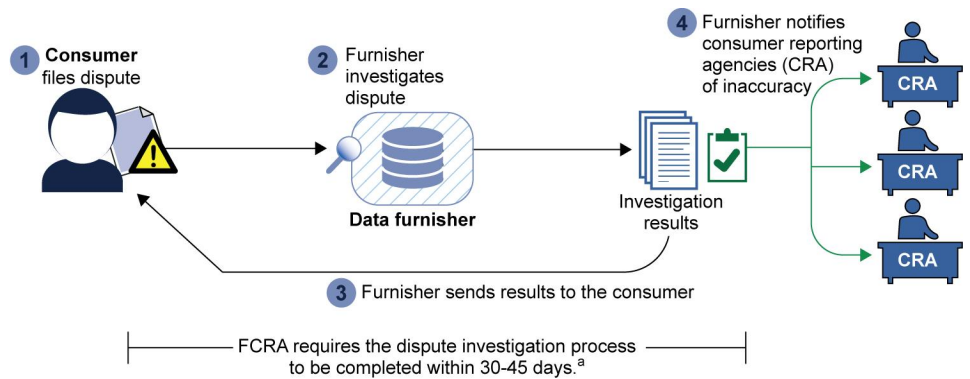 1 Consumer
files dispute
2 Furnisher
investigates
dispute
Data furnisher
Investigation
results
3 Furnisher sends results to the consumer
4 Furnisher notifies
consumer reporting
agencies (CRA)
of inaccuracy
CRA
CRA
CRA
FCRA requires the dispute investigation process
to be completed within 30-45 days.a